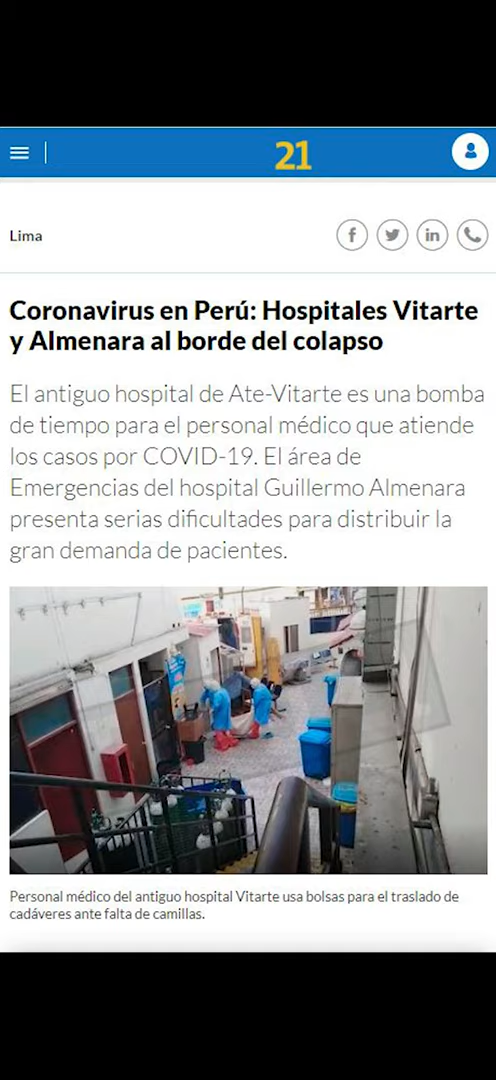 21
Lima
Coronavirus en Perú: Hospitales Vitarte
y Almenara al borde del colapso
El antiguo hospital de Ate-Vitarte es una bomba
de tiempo para el personal médico que atiende
los casos por COVID-19. El área de
Emergencias del hospital Guillermo Almenara
presenta serias dificultades para distribuir la
gran demanda de pacientes.
Personal médico del antiguo hospital Vitarte usa bolsas para el traslado de
cadáveres ante falta de camillas.